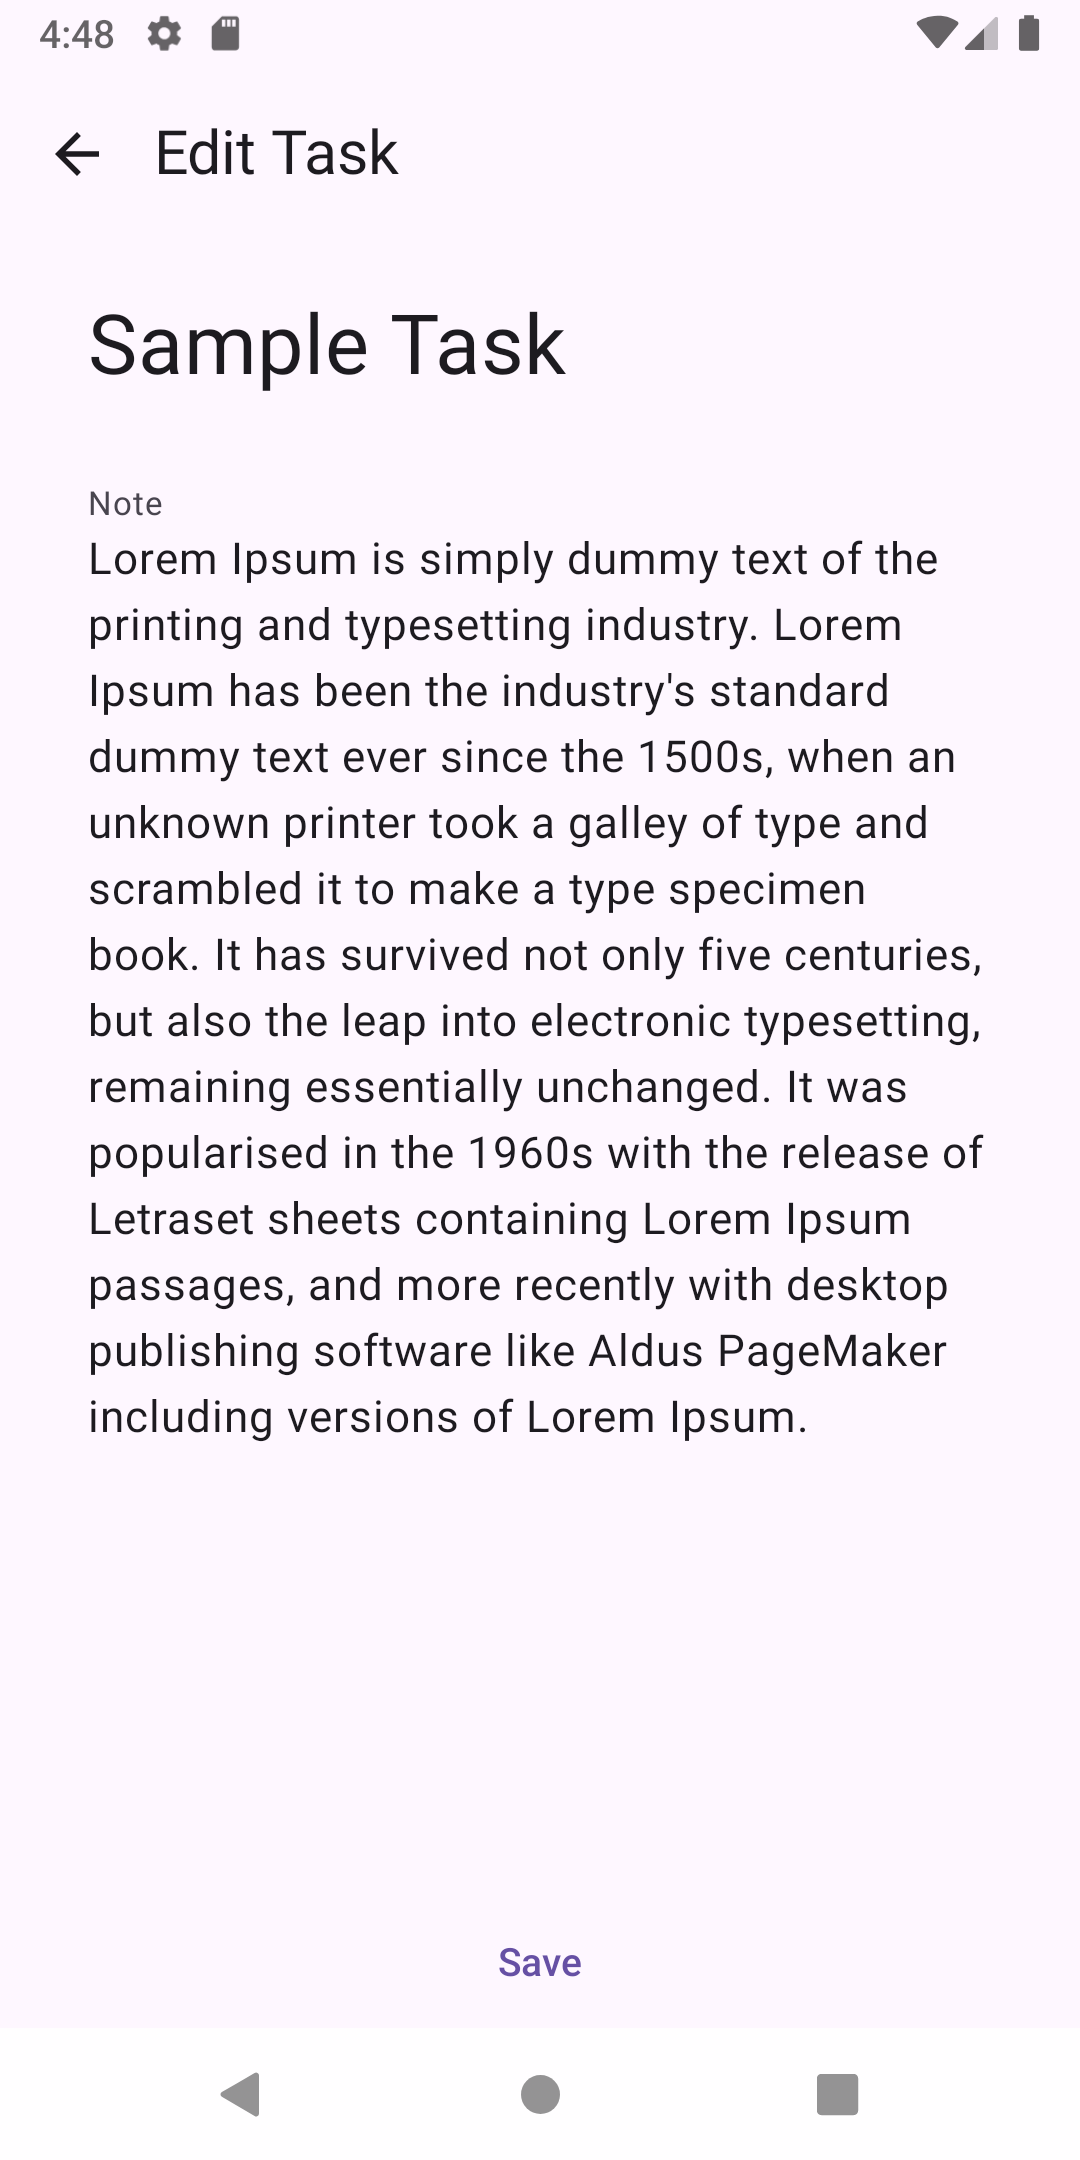 4:48
Edit Task
Sample Task
Note
Lorem Ipsum is simply dummy text of the
printing and typesetting industry. Lorem
Ipsum has been the industry's standard
dummy text ever since the 1500s, when an
unknown printer took a galley of type and
scrambled it to make a type specimen
book. It has survived not only five centuries,
but also the leap into electronic typesetting,
remaining essentially unchanged. It was
popularised in the 1960s with the release of
Letraset sheets containing Lorem Ipsum
passages, and more recently with desktop
publishing software like Aldus PageMaker
including versions of Lorem Ipsum.
Save